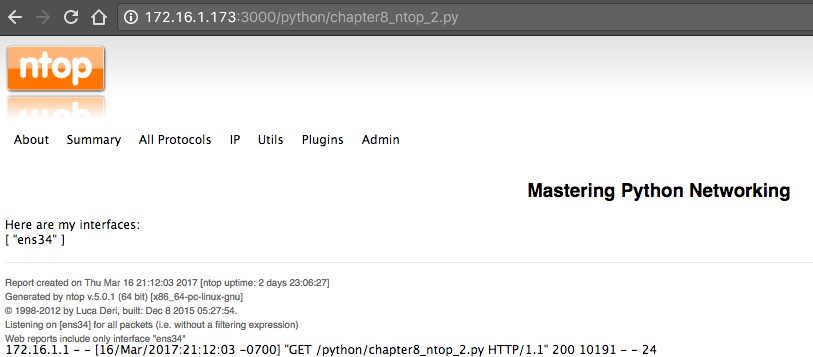 172.16.1.173:3000/python/chapter8_ntop_2.py
ntop
About Summary All Protocols IP Utils Plugins Admin
Mastering Python Networking
Here are my interfaces:
[ "ens34" ]
Report created on Thu Mar 16 21:12:03 2017 [ntop uptime: 2 days 23:06:27]
Generated by ntop v.5.0.1 (64 bit) [x86_64-pc-linux-gnu]
© 1998-2012 by Luca Deri, built: Dec 8 2015 05:27:54.
Listening on [ens34] for all packets (i.e. without a filtering expression)
Web reports include only interface "ens34"
172.16.1.1 - - [16/Mar/2017:21:12:03 -0700] "GET /python/chapter8_ntop_2.py HTTP/1.1" 200 10191 - - 24